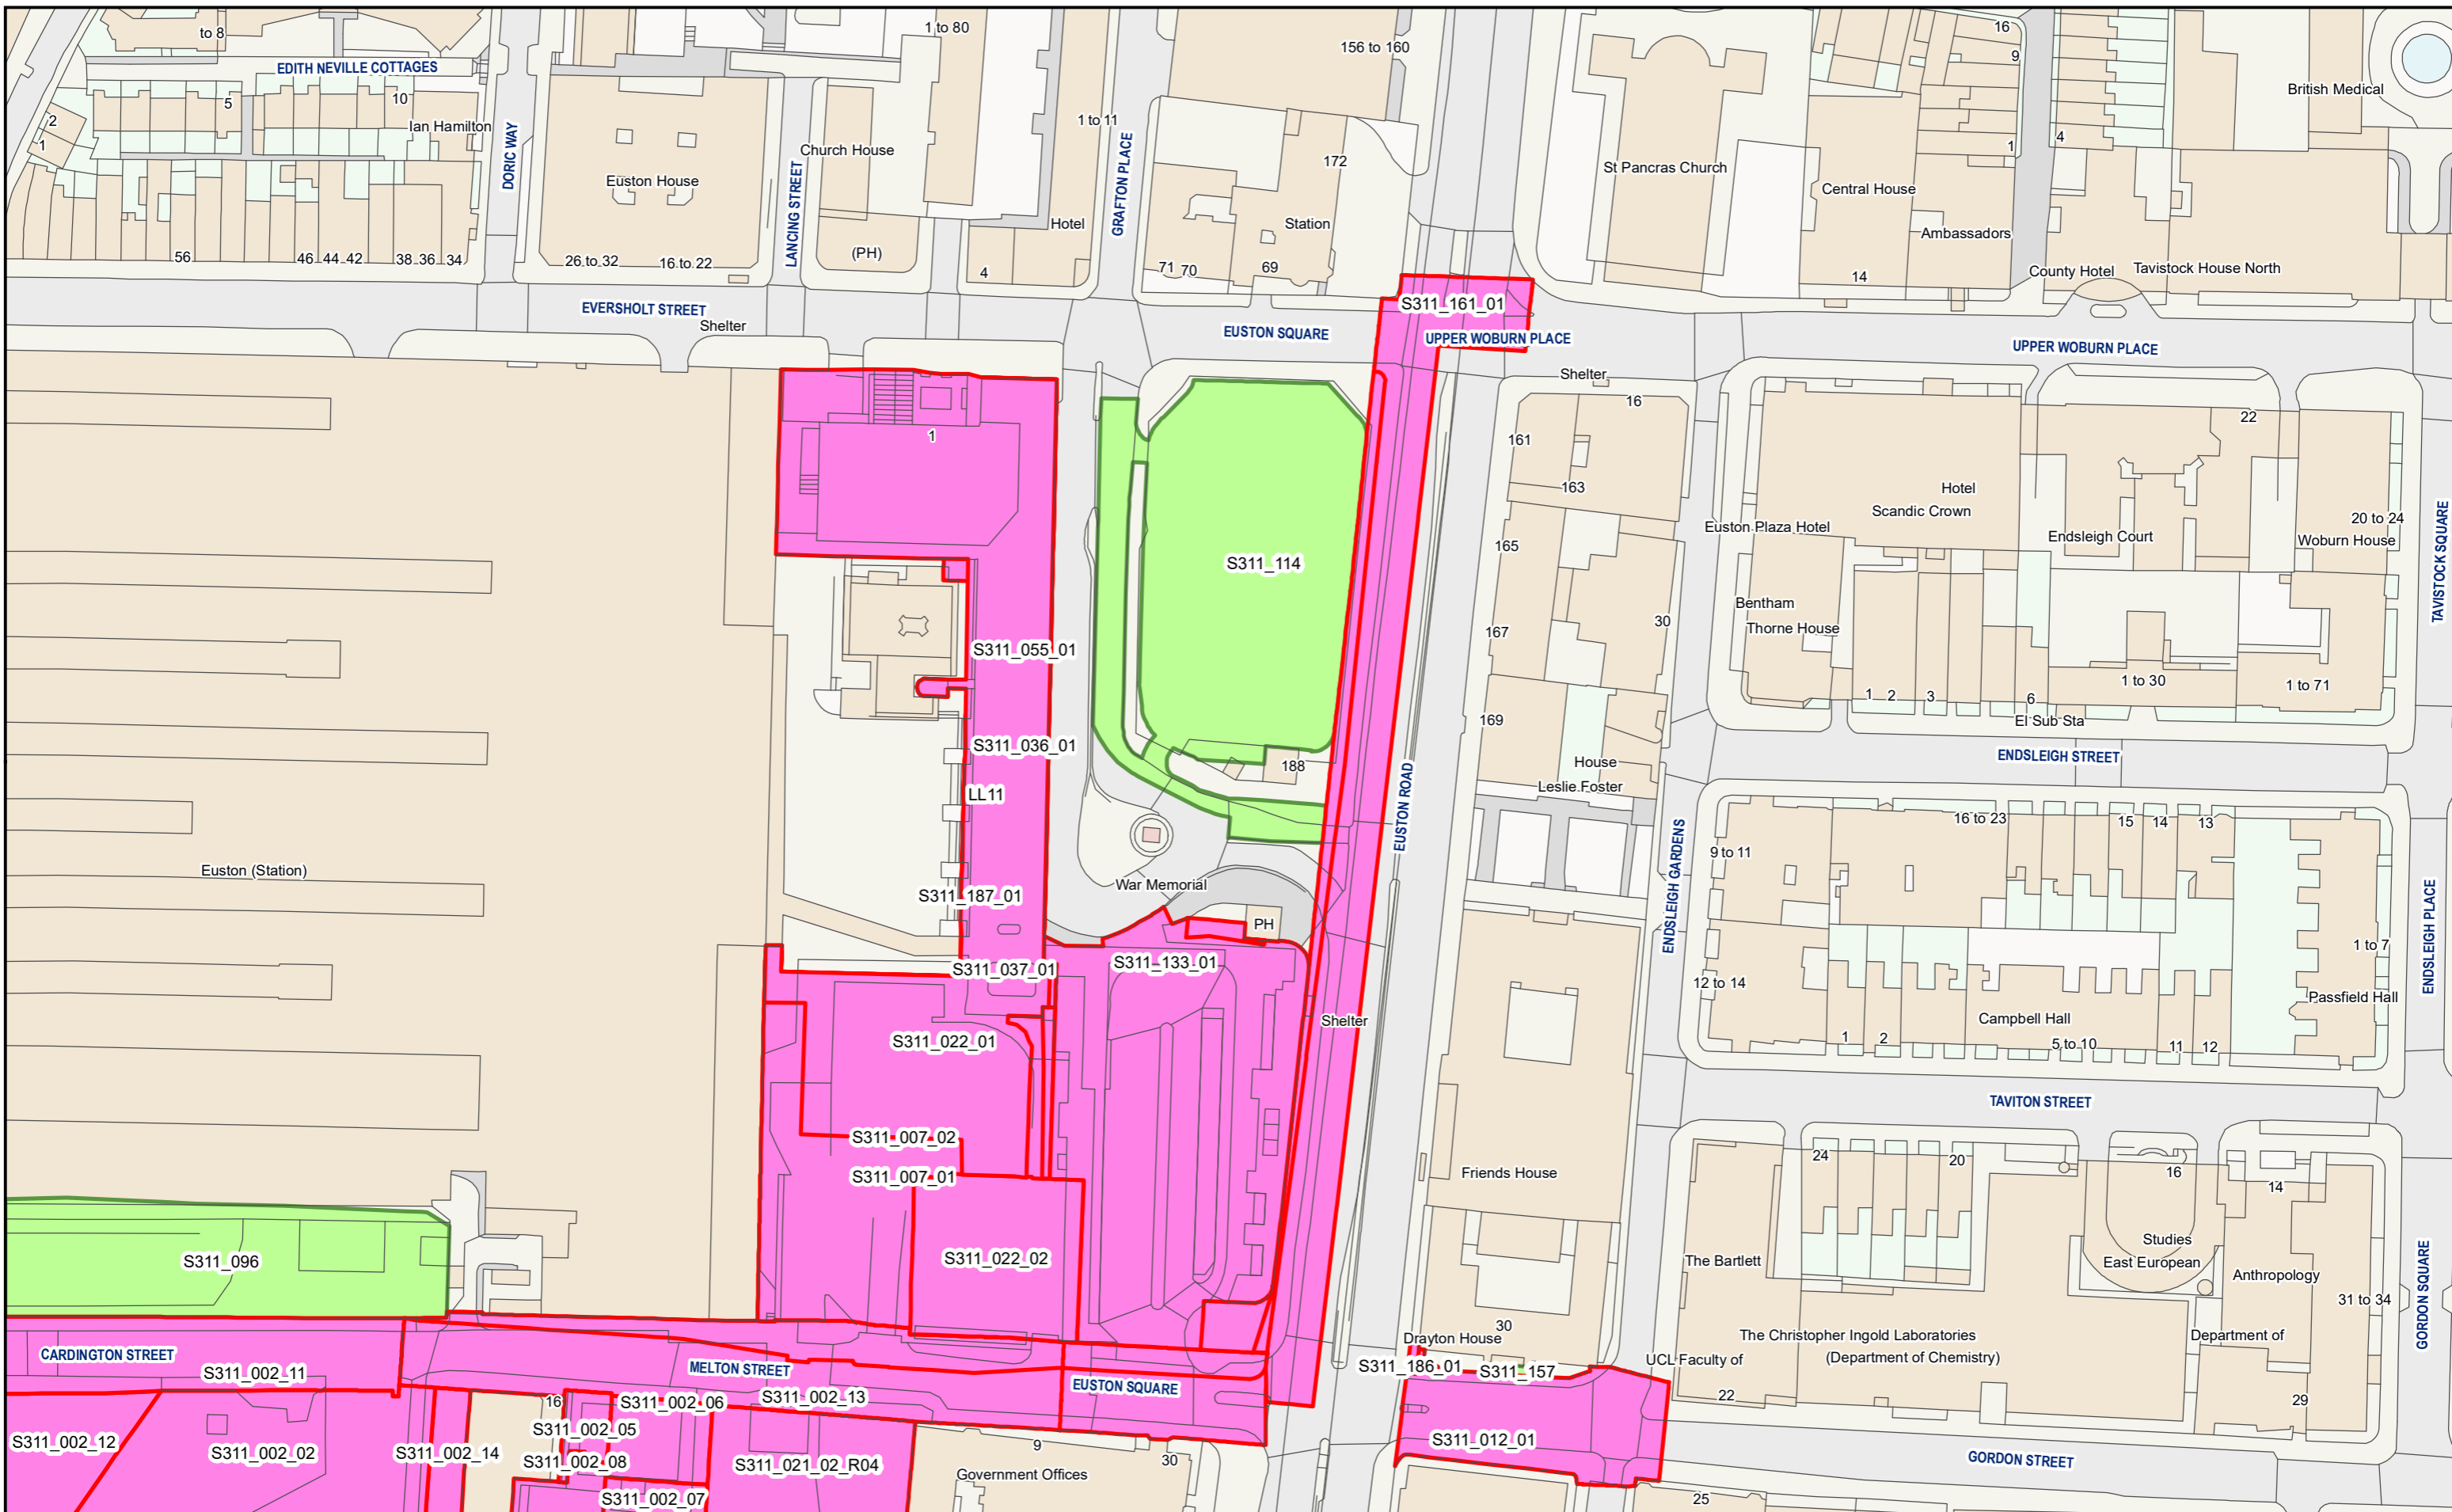 to 8
1 to 80
156 to 160
16
9
EDITH NEVILLE COTTAGES
British Medical
5
10
2
1
Ian Hamilton
1 to 11
DORIC WAY
Church House
LANCING STREET
GRAFTON PLACE
172
St Pancras Church
1
4
Euston House
Central House
Hotel
Station
Ambassadors
56
46
44
42
38
36
34
26 to 32
16 to 22
(PH)
4
71
70
69
14
County Hotel
Tavistock House North
EVERSHOLT STREET
Shelter
S311_161_01
EUSTON SQUARE
UPPER WOBURN PLACE
UPPER WOBURN PLACE
Shelter
16
22
1
161
163
Hotel
Scandic Crown
Euston Plaza Hotel
Endsleigh Court
20 to 24
Woburn House
TAVISTOCK SQUARE
165
S311_114
Bentham
Thorne House
167
30
S311_055_01
1
2
3
6
1 to 30
1 to 71
169
El Sub Sta
S311_036_01
188
ENDSLEIGH STREET
House
Leslie Foster
LL11
EUSTON ROAD
16 to 23
15
14
13
9 to 11
ENDSLEIGH GARDENS
Euston (Station)
War Memorial
S311_187_01
PH
ENDSLEIGH PLACE
1 to 7
S311_037_01
S311_133_01
12 to 14
Passfield Hall
Shelter
Campbell Hall
S311_022_01
1
2
5 to 10
11
12
TAVITON STREET
S311_007_02
S311_007_01
Friends House
24
20
16
14
S311_096
S311_022_02
The Bartlett
Studies
East European
Anthropology
31 to 34
GORDON SQUARE
30
Drayton House
The Christopher Ingold Laboratories
(Department of Chemistry)
Department of
CARDINGTON STREET
MELTON STREET
S311_186_01
S311_157
UCL Faculty of
S311_002_11
EUSTON SQUARE
22
29
16
S311_002_06
S311_002_13
S311_002_05
S311_002_12
S311_002_02
S311_002_14
S311_002_08
S311_021_02_R04
9
30
S311_012_01
GORDON STREET
Government Offices
S311_002_07
25